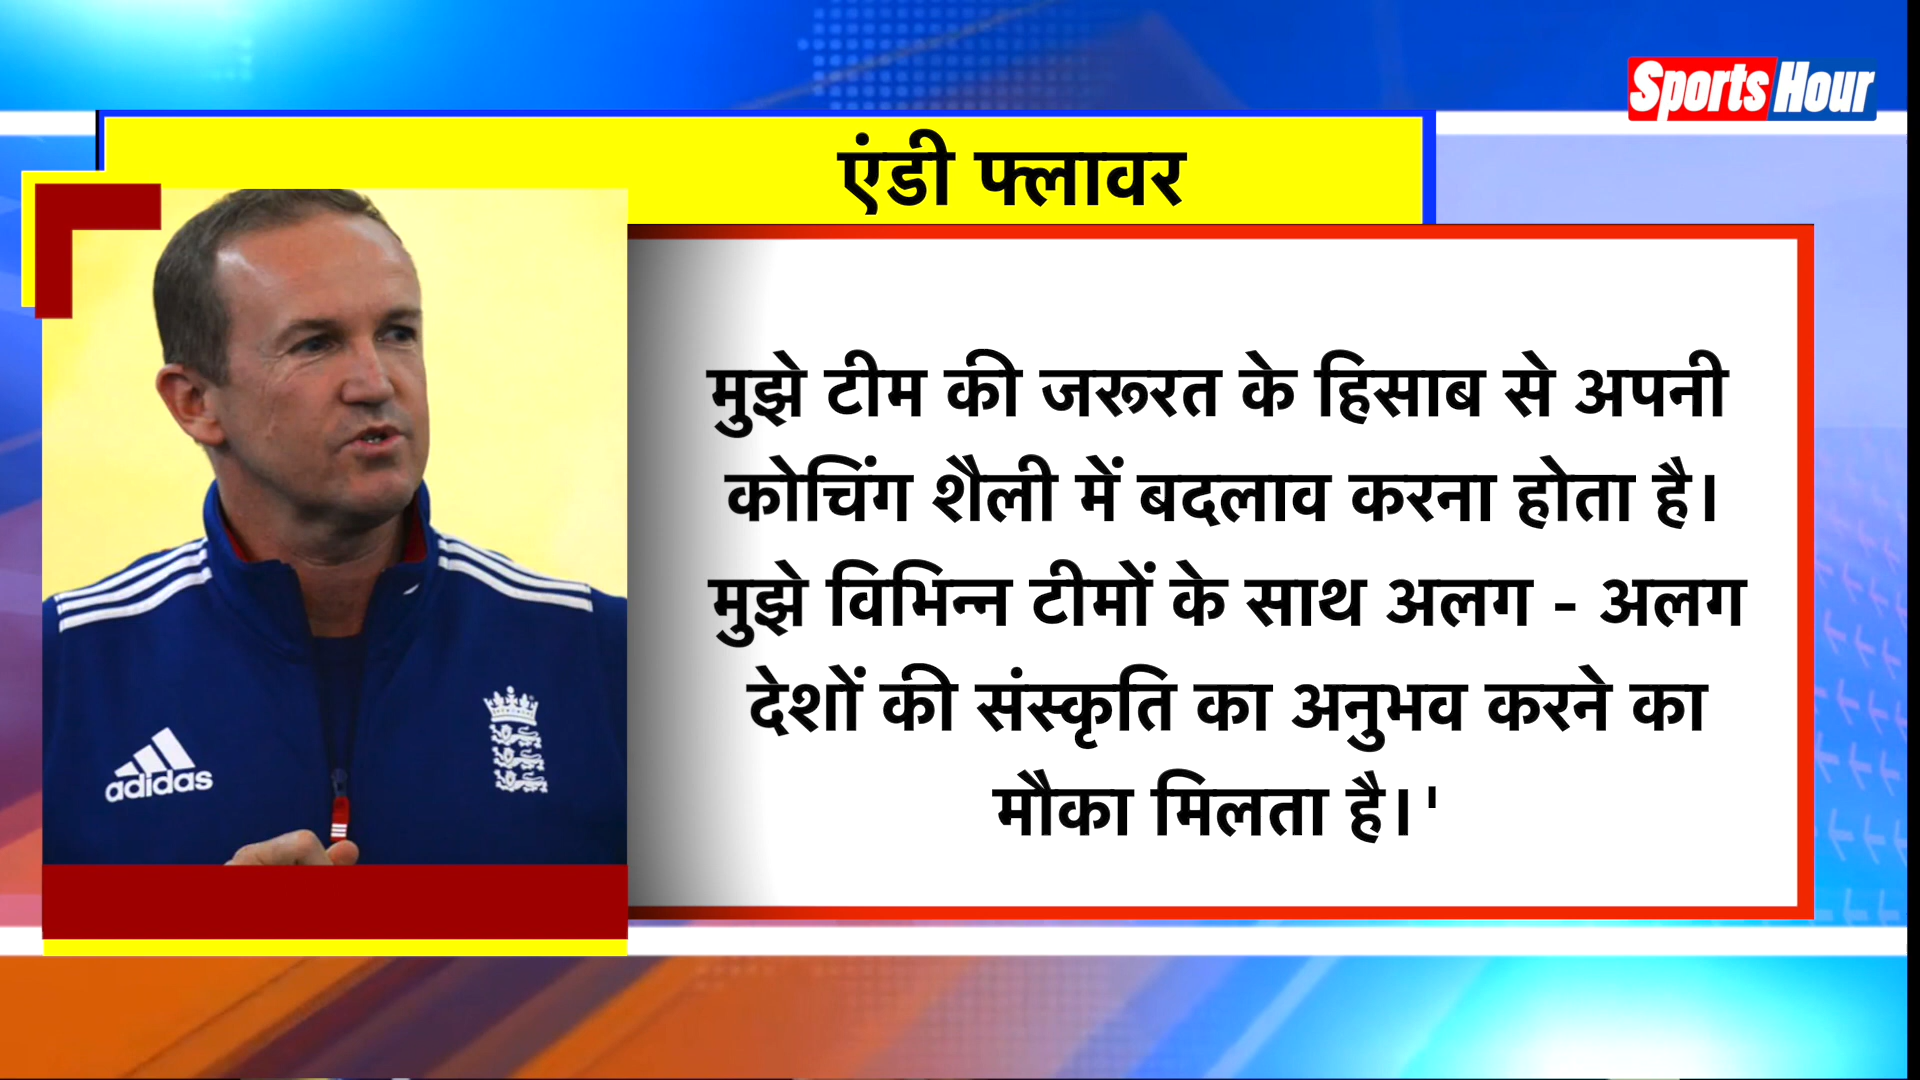 Sports Hour
एंडी फ्लावर
मुझे टीम की जरूरत के हिसाब से अपनी
कोचिंग शैली में बदलाव करना होता है।
मुझे विभिन्न टीमों के साथ अलग - अलग
देशों की संस्कृति का अनुभव करने का
मौका मिलता है।'
adidas